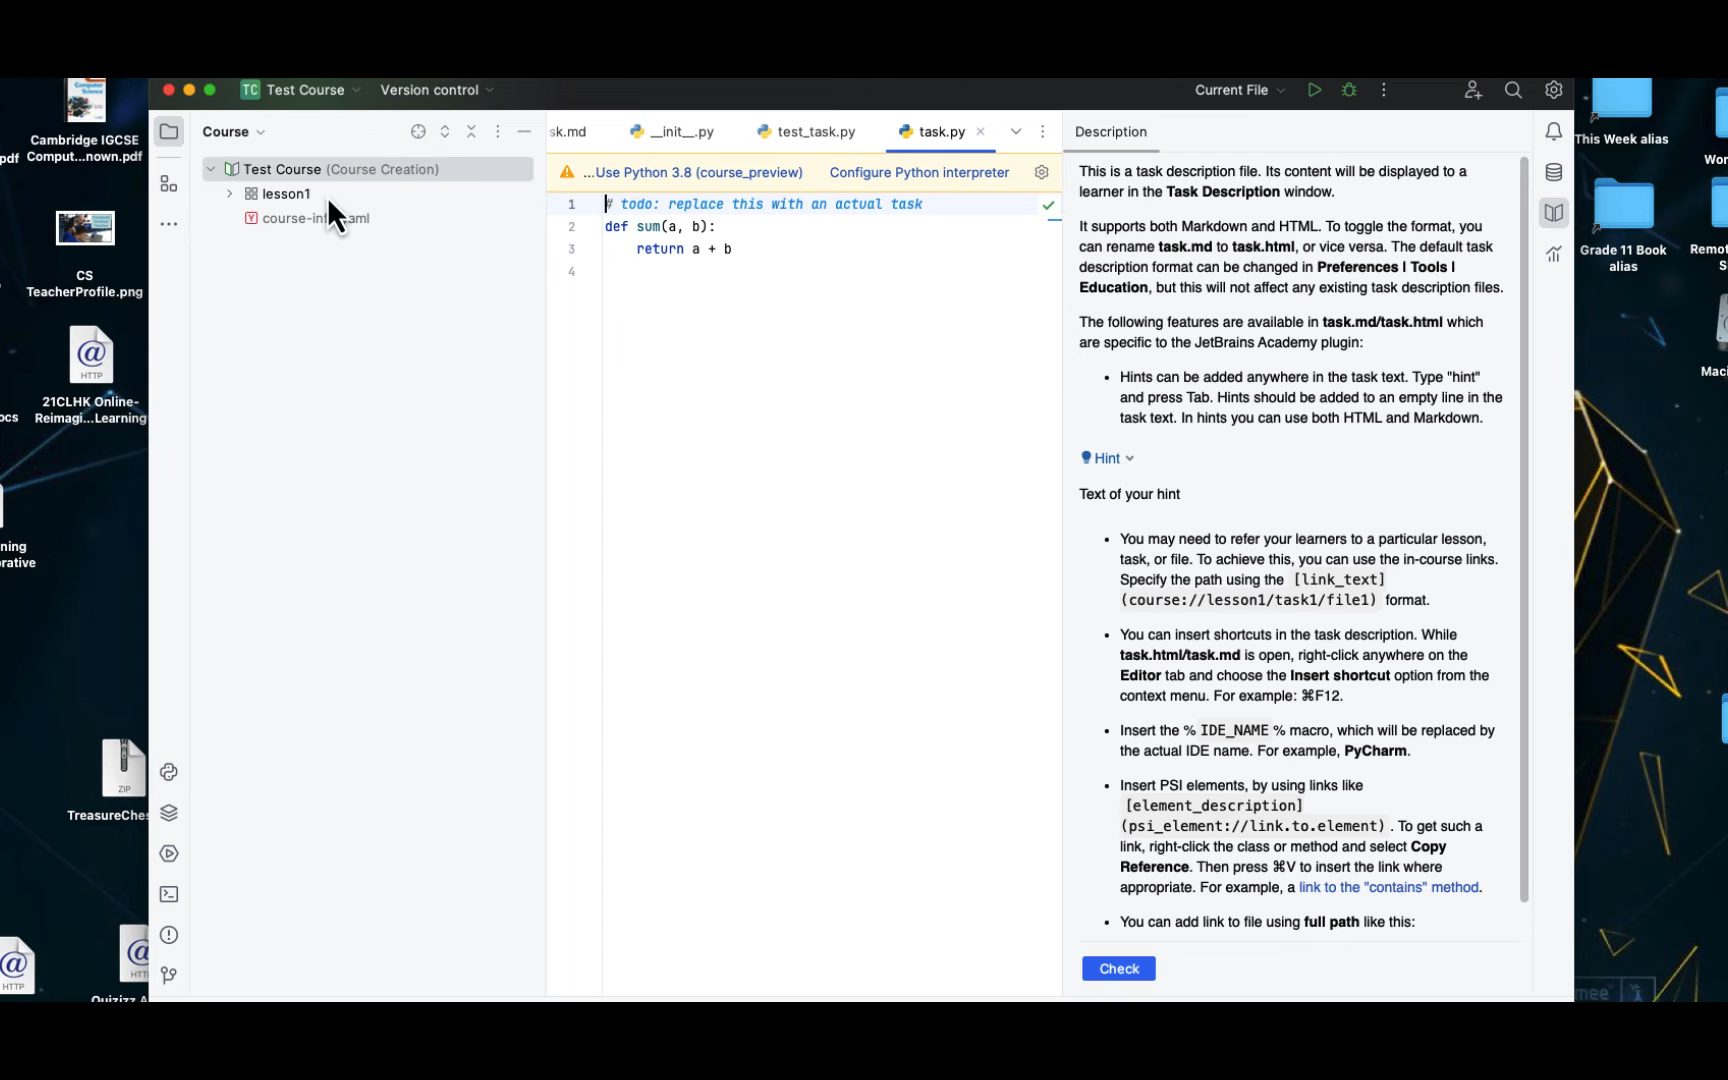 Cambridge IGCSE
Comput...nown.pdf
pdf
CS
TeacherProfile.png
HTTP
21CLHK Online-
Reimagi...Learning
ocs
ning
orative
ZIP
TreasureChes
HTTP
HTT
Quizizz A
TC Test Course
Version control
Current File
Course
Test Course (Course Creation)
lesson1
course-inf aml
sk.md
__init__.py
test_task.py
task.py
...Use Python 3.8 (course_preview)
Configure Python interpreter
1 # todo: replace this with an actual task
2 def sum(a, b):
3 return a + b
4
Description
This is a task description file. Its content will be displayed to a
learner in the Task Description window.
It supports both Markdown and HTML. To toggle the format, you
can rename task.md to task.html, or vice versa. The default task
description format can be changed in Preferences | Tools |
Education, but this will not affect any existing task description files.
The following features are available in task.md/task.html which
are specific to the JetBrains Academy plugin:
• Hints can be added anywhere in the task text. Type "hint"
and press Tab. Hints should be added to an empty line in the
task text. In hints you can use both HTML and Markdown.
Hint
Text of your hint
• You may need to refer your learners to a particular lesson,
task, or file. To achieve this, you can use the in-course links.
Specify the path using the [link_text]
(course://lesson1/task1/file1) format.
• You can insert shortcuts in the task description. While
task.html/task.md is open, right-click anywhere on the
Editor tab and choose the Insert shortcut option from the
context menu. For example: ⌘F12.
• Insert the % IDE_NAME % macro, which will be replaced by
the actual IDE name. For example, PyCharm.
• Insert PSI elements, by using links like
[element_description]
(psi_element://link.to.element) . To get such a
link, right-click the class or method and select Copy
Reference. Then press ⌘V to insert the link where
appropriate. For example, a link to the "contains" method.
• You can add link to file using full path like this:
Check
This Week alias
Wor
Grade 11 Book
alias
Remot
S
Maci